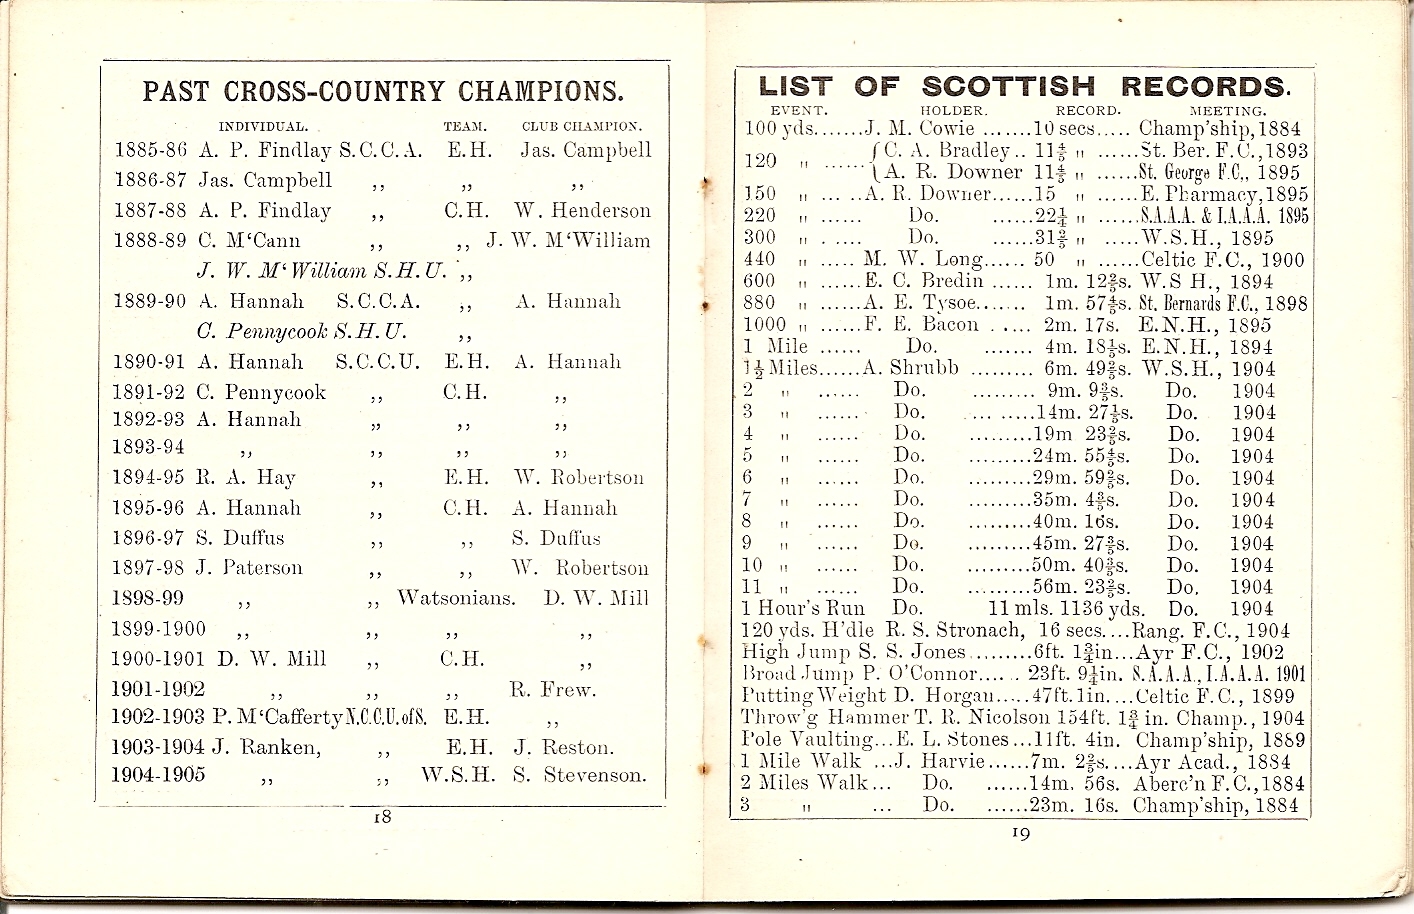 PAST CROSS-COUNTRY CHAMPIONS.
INDIVIDUAL. TEAM. CLUB CHAMPION.
1885-86 A. P. Findlay S.C.C.A. E.H. Jas. Campbell
1886-87 Jas. Campbell ,, ,, ,,
1887-88 A. P. Findlay ,, C.H. W. Henderson
1888-89 C. M‘Cann ,, ,, J. W. M‘William
J. W. M‘William S.H.U. ,,
1889-90 A. Hannah S.C.C.A. ,, A. Hannah
C. Pennycook S.H.U. ,,
1890-91 A. Hannah S.C.C.U. E.H. A. Hannah
1891-92 C. Pennycook ,, C.H. ,,
1892-93 A. Hannah ,, ,, ,,
1893-94 ,, ,, ,, ,,
1894-95 R. A. Hay ,, E.H. W. Robertson
1895-96 A. Hannah ,, C.H. A. Hannah
1896-97 S. Duffus ,, ,, S. Duffus
1897-98 J. Paterson ,, ,, W. Robertson
1898-99 ,, ,, Watsonians. D. W. Mill
1899-1900 ,, ,, ,, ,,
1900-1901 D. W. Mill ,, C.H. ,,
1901-1902 ,, ,, ,, R. Frew.
1902-1903 P. M‘Cafferty N.C.C.U. of S. E.H. ,,
1903-1904 J. Ranken, ,, E.H. J. Reston.
1904-1905 ,, ,, W.S.H. S. Stevenson.
18
LIST OF SCOTTISH RECORDS.
EVENT. HOLDER. RECORD. MEETING.
100 yds.......J. M. Cowie .......10 secs..... Champ'ship, 1884
120 " ...... { C. A. Bradley.. 11⅘ " ......St. Ber. F.C., 1893
{ A. R. Downer 11⅘ " ......St. George F.C., 1895
150 " ... ..A. R. Downer......15 " ......E. Pharmacy, 1895
220 " Do. ......22¼ " ......S.A.A.A. & I.A.A.A. 1895
300 " . .... Do. ......31⅗ " .....W.S.H., 1895
440 " ..... M. W. Long...... 50 " ......Celtic F.C., 1900
600 " ......E. C. Bredin ...... 1m. 12⅗s. W.S H., 1894
880 " ......A. E. Tysoe....... 1m. 57⅘s. St. Bernards F.C., 1898
1000 " ......F. E. Bacon . .... 2m. 17s. E.N.H., 1895
1 Mile ...... Do. ....... 4m. 18⅕s. E.N.H., 1894
1½ Miles......A. Shrubb ......... 6m. 49⅗s. W.S.H., 1904
2 " ...... Do. ......... 9m. 9⅗s. Do. 1904
3 " ...... Do. ... .....14m. 27⅕s. Do. 1904
4 " ...... Do. .........19m 23⅖s. Do. 1904
5 " ...... Do. .........24m. 55⅘s. Do. 1904
6 " ...... Do. .........29m. 59⅖s. Do. 1904
7 " ...... Do. .........35m. 4⅗s. Do. 1904
8 " ...... Do. .........40m. 16s. Do. 1904
9 " ...... Do. .........45m. 27⅗s. Do. 1904
10 " ...... Do. .........50m. 40⅗s. Do. 1904
11 " ...... Do. .........56m. 23⅖s. Do. 1904
1 Hour's Run Do. 11 mls. 1136 yds. Do. 1904
120 yds. H'dle R. S. Stronach, 16 secs....Rang. F.C., 1904
High Jump S. S. Jones ........6ft. 1¾in...Ayr F.C., 1902
Broad Jump P. O'Connor..... 23ft. 9¼in. S.A.A.A., I.A.A.A. 1901
Putting Weight D. Horgan.....47ft. 1in....Celtic F.C., 1899
Throw'g Hammer T. R. Nicolson 154ft. 1¾ in. Champ., 1904
Pole Vaulting...E. L. Stones...11ft. 4in. Champ'ship, 1889
1 Mile Walk ...J. Harvie......7m. 2⅖s....Ayr Acad., 1884
2 Miles Walk... Do. ......14m. 56s. Aberc'n F.C., 1884
3 " ... Do. ......23m. 16s. Champ'ship, 1884
19